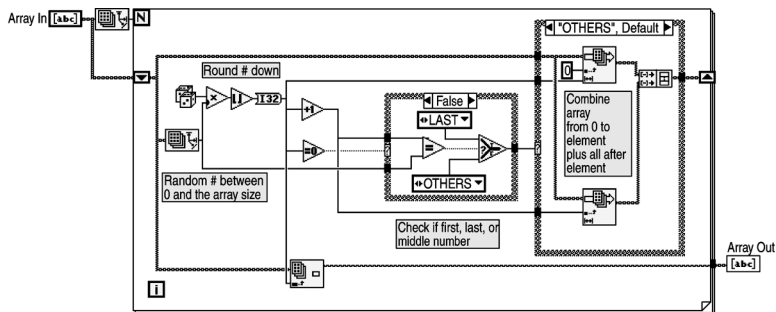 Array In
[abc]
N
"OTHERS", Default
Round # down
0
x
I32
+1
False
LAST
=0
=
?
OTHERS
Combine
array
from 0 to
element
plus all after
element
Random # between
0 and the array size
Check if first, last, or
middle number
Array Out
[abc]
i